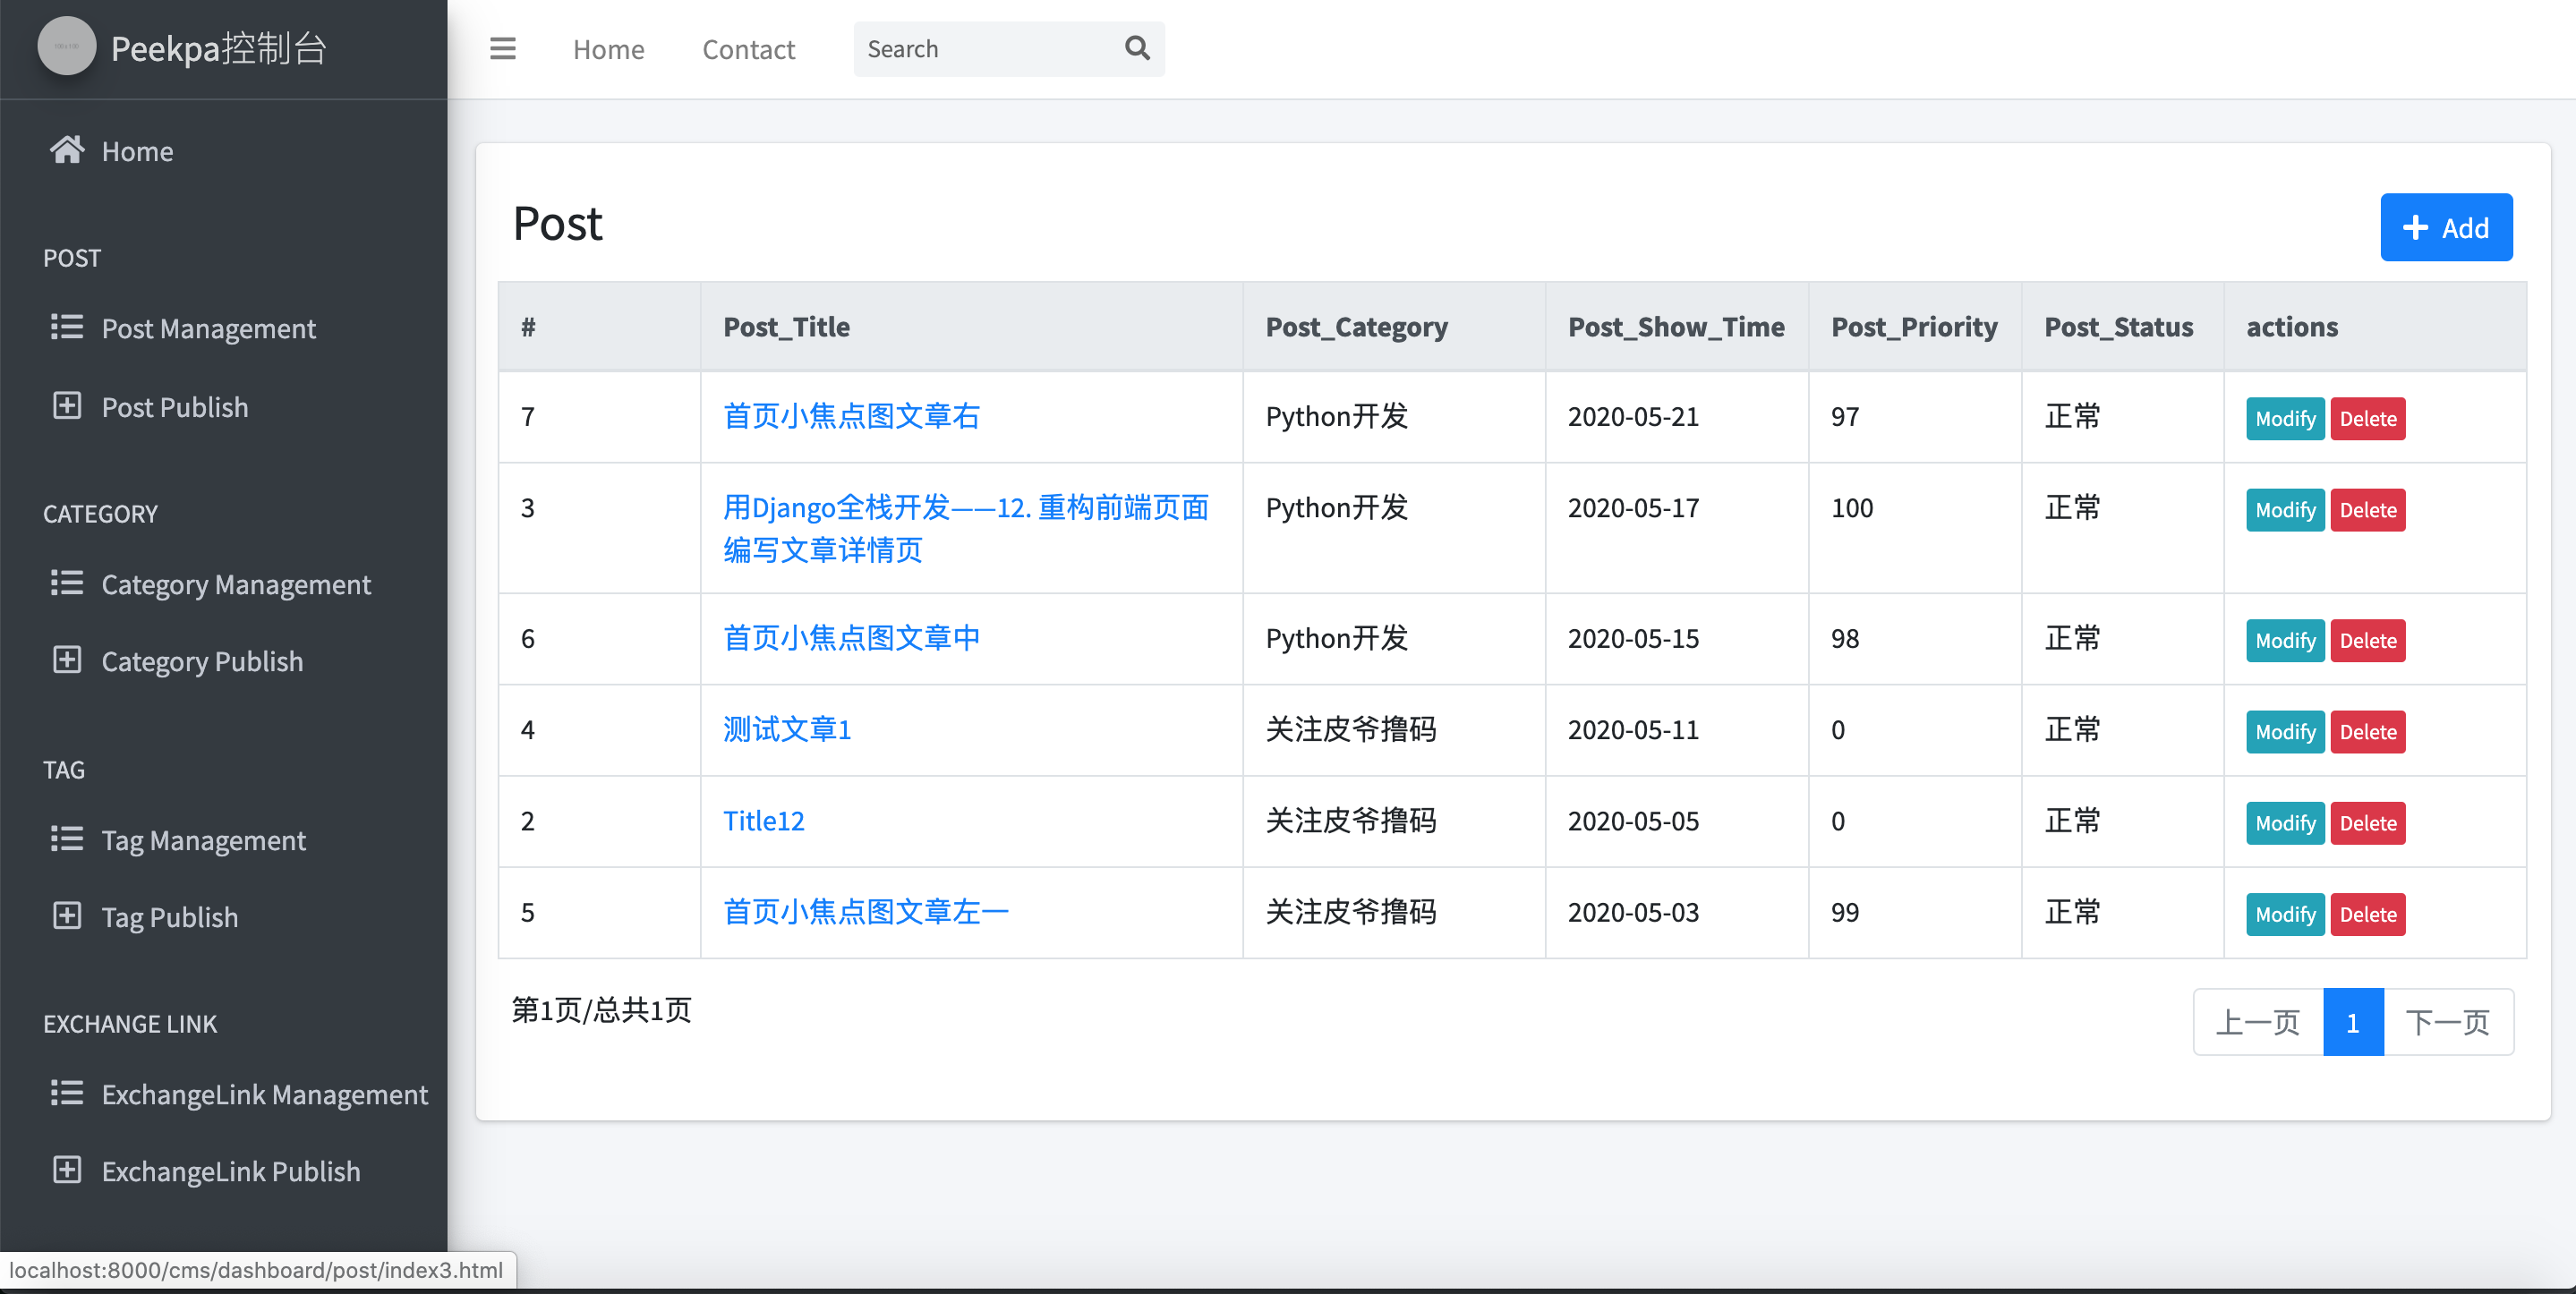 Peekpa控制台
Home
Contact
Search
Home
POST
Post Management
Post Publish
CATEGORY
Category Management
Category Publish
TAG
Tag Management
Tag Publish
EXCHANGE LINK
ExchangeLink Management
ExchangeLink Publish
Post
Add
# Post_Title Post_Category Post_Show_Time Post_Priority Post_Status actions
7 首页小焦点图文章右 Python开发 2020-05-21 97 正常 Modify Delete
3 用Django全栈开发——12. 重构前端页面 Python开发 2020-05-17 100 正常 Modify Delete
编写文章详情页
6 首页小焦点图文章中 Python开发 2020-05-15 98 正常 Modify Delete
4 测试文章1 关注皮爷撸码 2020-05-11 0 正常 Modify Delete
2 Title12 关注皮爷撸码 2020-05-05 0 正常 Modify Delete
5 首页小焦点图文章左一 关注皮爷撸码 2020-05-03 99 正常 Modify Delete
第1页/总共1页
上一页 1 下一页
localhost:8000/cms/dashboard/post/index3.html